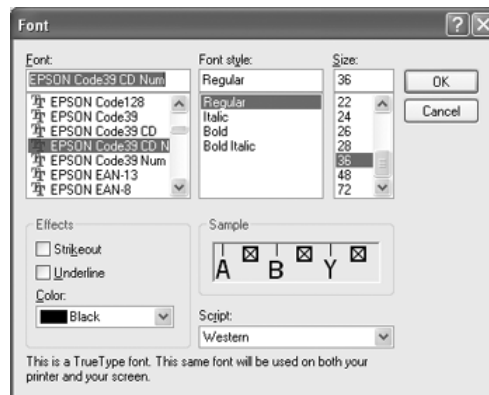 Font
Font:
EPSON Code39 CD Num
EPSON Code128
EPSON Code39
EPSON Code39 CD
EPSON Code39 CD N
EPSON Code39 Num
EPSON EAN-13
EPSON EAN-8
Font style:
Regular
Regular
Italic
Bold
Bold Italic
Size:
36
22
24
26
28
36
48
72
OK
Cancel
Effects
Strikeout
Underline
Color:
Black
Sample
A B Y
Script:
Western
This is a TrueType font. This same font will be used on both your
printer and your screen.